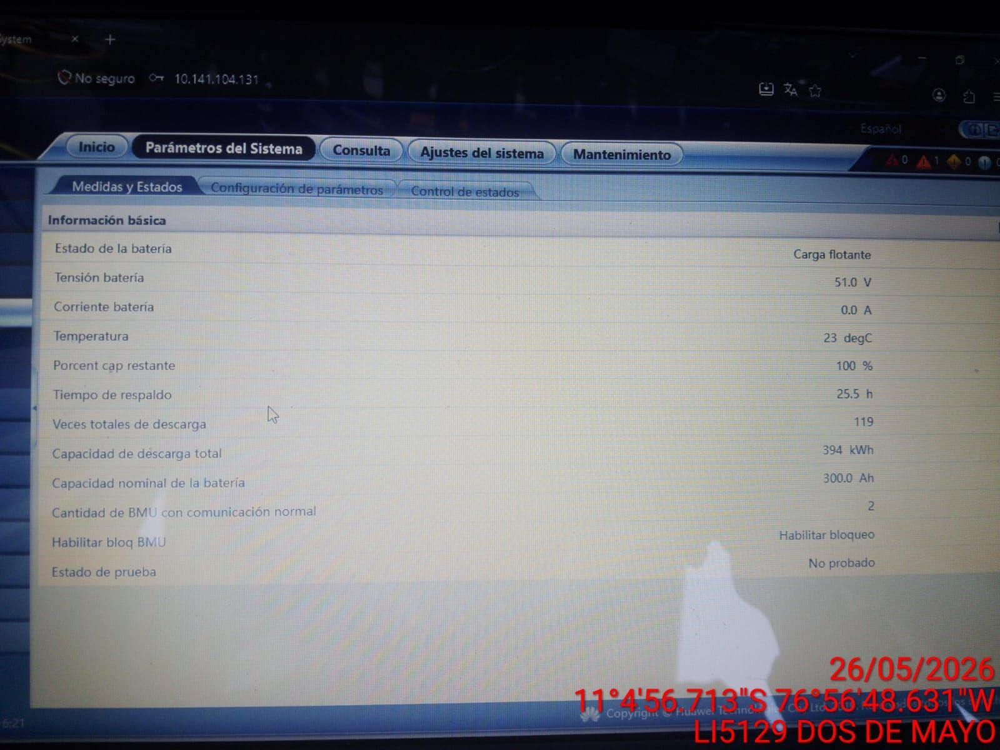 ystem
No seguro 10.141.104.131
Español
Inicio Parámetros del Sistema Consulta Ajustes del sistema Mantenimiento
0 1 0
Medidas y Estados Configuración de parámetros Control de estados
Información básica
Estado de la batería Carga flotante
Tensión batería 51.0 V
Corriente batería 0.0 A
Temperatura 23 degC
Porcent cap restante 100 %
Tiempo de respaldo 25.5 h
Veces totales de descarga 119
Capacidad de descarga total 394 kWh
Capacidad nominal de la batería 300.0 Ah
Cantidad de BMU con comunicación normal 2
Habilitar bloq BMU Habilitar bloqueo
Estado de prueba No probado
26/05/2026
11°4'56.713"S 76°56'48.631"W
Copyright © Huawei
6:21
LI5129 DOS DE MAYO